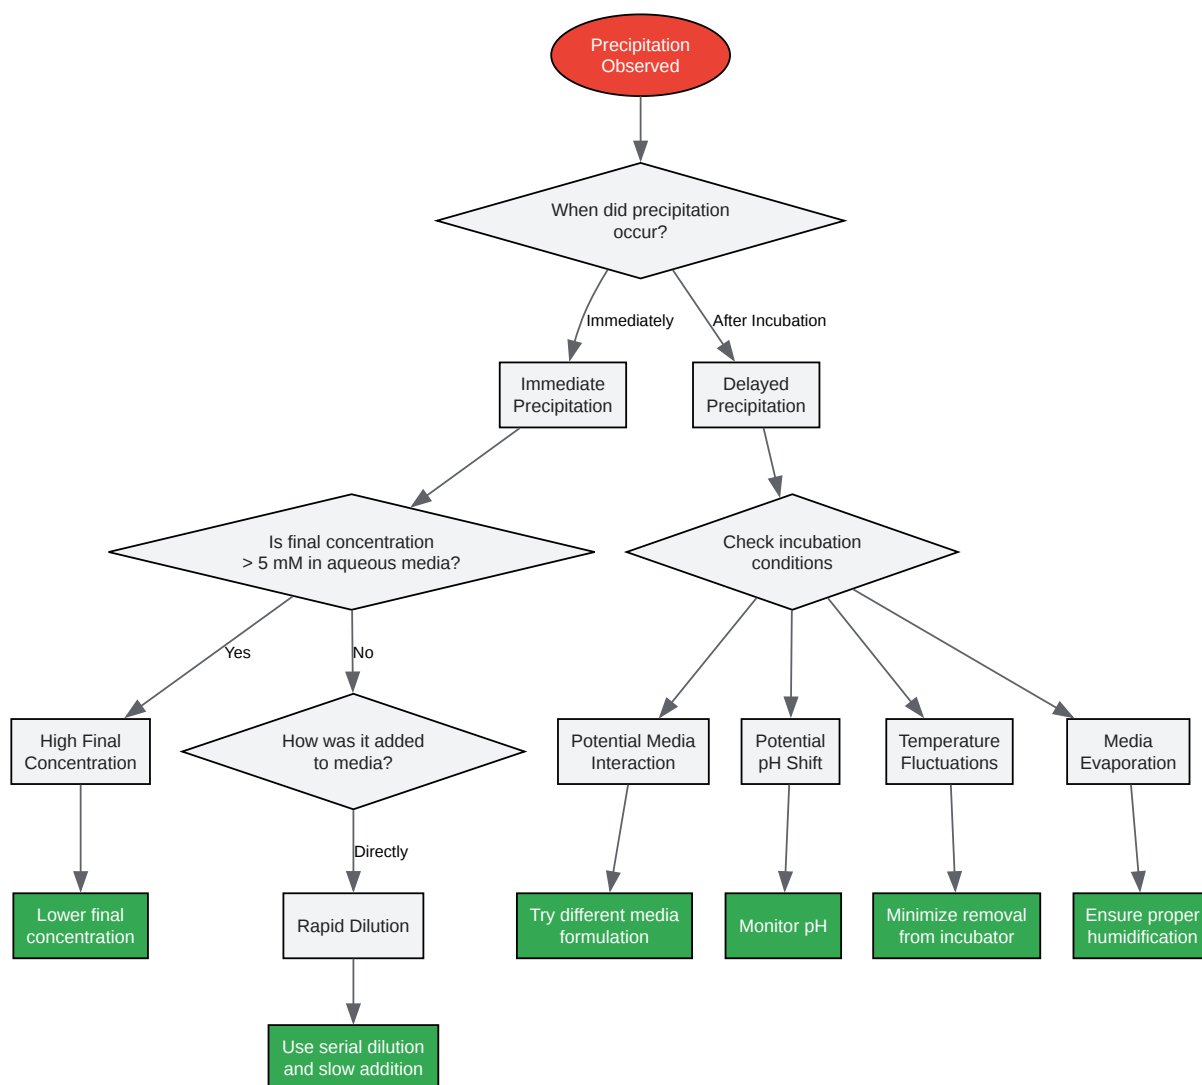 Precipitation
Observed
When did precipitation
occur?
Immediately
After Incubation
Immediate
Precipitation
Delayed
Precipitation
Is final concentration
> 5 mM in aqueous media?
Check incubation
conditions
Yes
No
High Final
Concentration
How was it added
to media?
Potential Media
Interaction
Potential
pH Shift
Temperature
Fluctuations
Media
Evaporation
Directly
Lower final
concentration
Rapid Dilution
Try different media
formulation
Monitor pH
Minimize removal
from incubator
Ensure proper
humidification
Use serial dilution
and slow addition